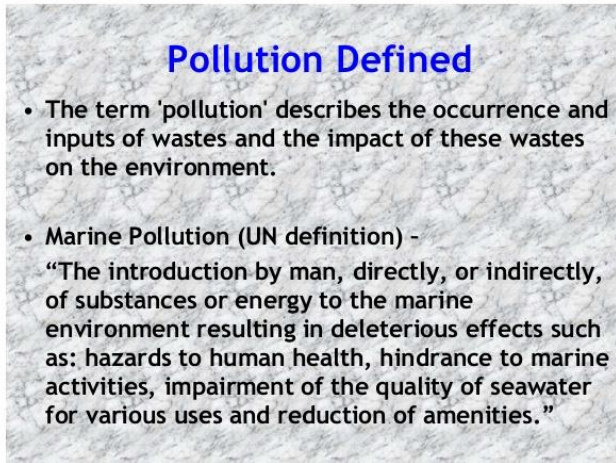 Pollution Defined
• The term 'pollution' describes the occurrence and
inputs of wastes and the impact of these wastes
on the environment.
• Marine Pollution (UN definition) –
“The introduction by man, directly, or indirectly,
of substances or energy to the marine
environment resulting in deleterious effects such
as: hazards to human health, hindrance to marine
activities, impairment of the quality of seawater
for various uses and reduction of amenities.”